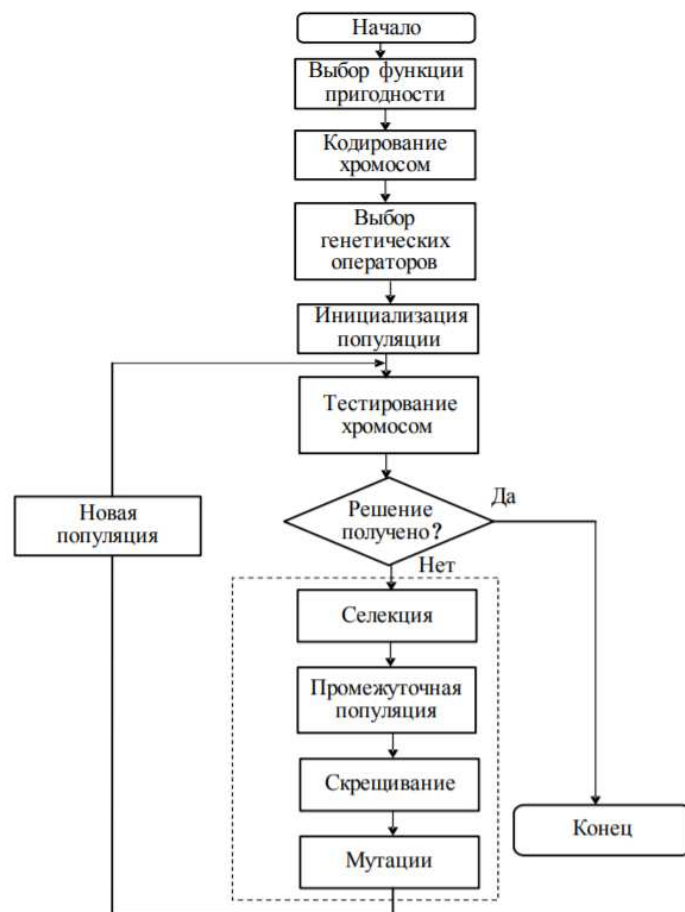 Начало
Выбор функции
пригодности
Кодирование
хромосом
Выбор
генетических
операторов
Инициализация
популяции
Тестирование
хромосом
Решение
получено?
Да
Нет
Новая
популяция
Селекция
Промежуточная
популяция
Скрещивание
Мутации
Конец